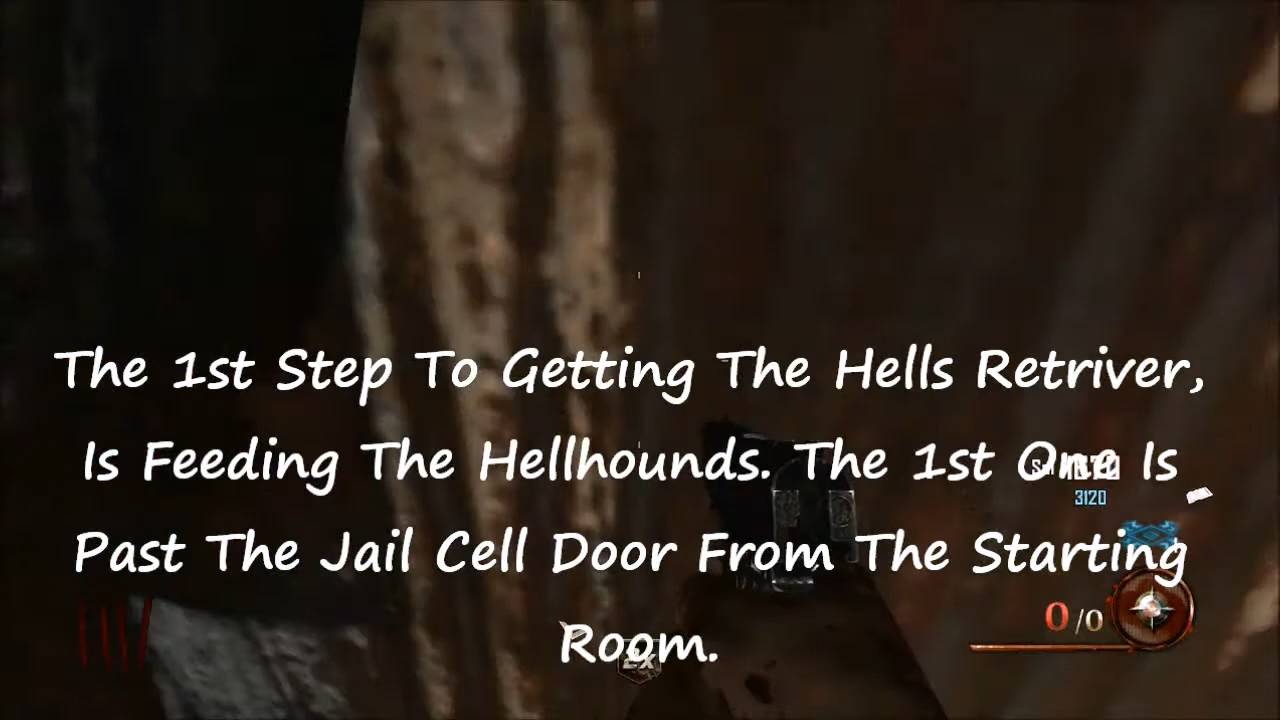 The 1st Step To Getting The Hells Retriver,
Is Feeding The Hellhounds. The 1st One Is
3120
Past The Jail Cell Door From The Starting
0/0
Room.
2x